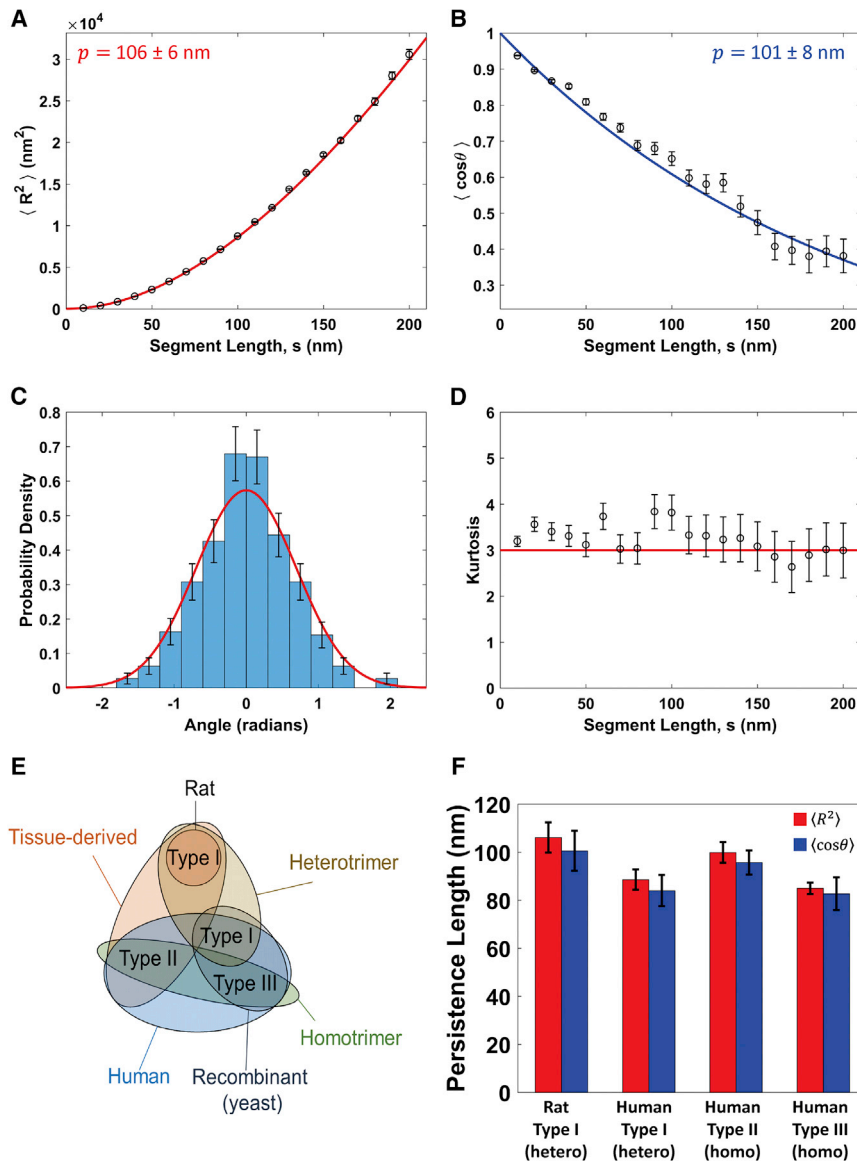 A
×10⁴
p = 106 ± 6 nm
3
2.5
2
1.5
1
0.5
0
⟨ R² ⟩ (nm²)
0 50 100 150 200
Segment Length, s (nm)
B
p = 101 ± 8 nm
1
0.9
0.8
0.7
0.6
0.5
0.4
0.3
⟨ cosθ ⟩
0 50 100 150 200
Segment Length, s (nm)
C
0.8
0.7
0.6
0.5
0.4
0.3
0.2
0.1
0
Probability Density
-2 -1 0 1 2
Angle (radians)
D
6
5
4
3
2
1
0
Kurtosis
0 50 100 150 200
Segment Length, s (nm)
E
Rat
Tissue-derived
Type I
Heterotrimer
Type I
Type II
Type III
Homotrimer
Human
Recombinant
(yeast)
F
120
100
80
60
40
20
0
Persistence Length (nm)
⟨R²⟩
⟨cosθ⟩
Rat
Type I
(hetero)
Human
Type I
(hetero)
Human
Type II
(homo)
Human
Type III
(homo)